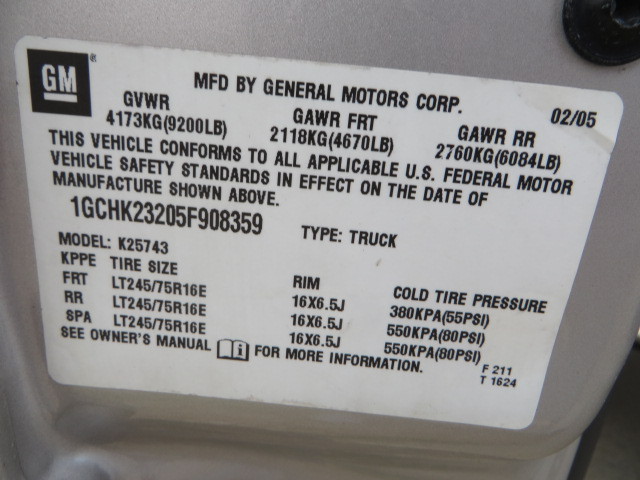 GM®
MFD BY GENERAL MOTORS CORP. 02/05
GVWR GAWR FRT GAWR RR
4173KG(9200LB) 2118KG(4670LB) 2760KG(6084LB)
THIS VEHICLE CONFORMS TO ALL APPLICABLE U.S. FEDERAL MOTOR
VEHICLE SAFETY STANDARDS IN EFFECT ON THE DATE OF
MANUFACTURE SHOWN ABOVE.
1GCHK23205F908359 TYPE: TRUCK
MODEL: K25743
KPPE TIRE SIZE RIM COLD TIRE PRESSURE
FRT LT245/75R16E 16X6.5J 380KPA(55PSI)
RR LT245/75R16E 16X6.5J 550KPA(80PSI)
SPA LT245/75R16E 16X6.5J 550KPA(80PSI)
SEE OWNER'S MANUAL FOR MORE INFORMATION.
F 211
T 1624